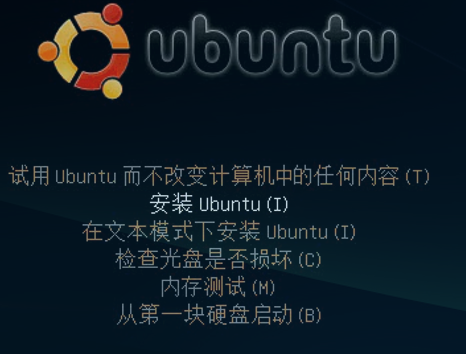 ubuntu
试用 Ubuntu 而不改变计算机中的任何内容(T)
安装 Ubuntu(I)
在文本模式下安装 Ubuntu(I)
检查光盘是否损坏(C)
内存测试(M)
从第一块硬盘启动(B)